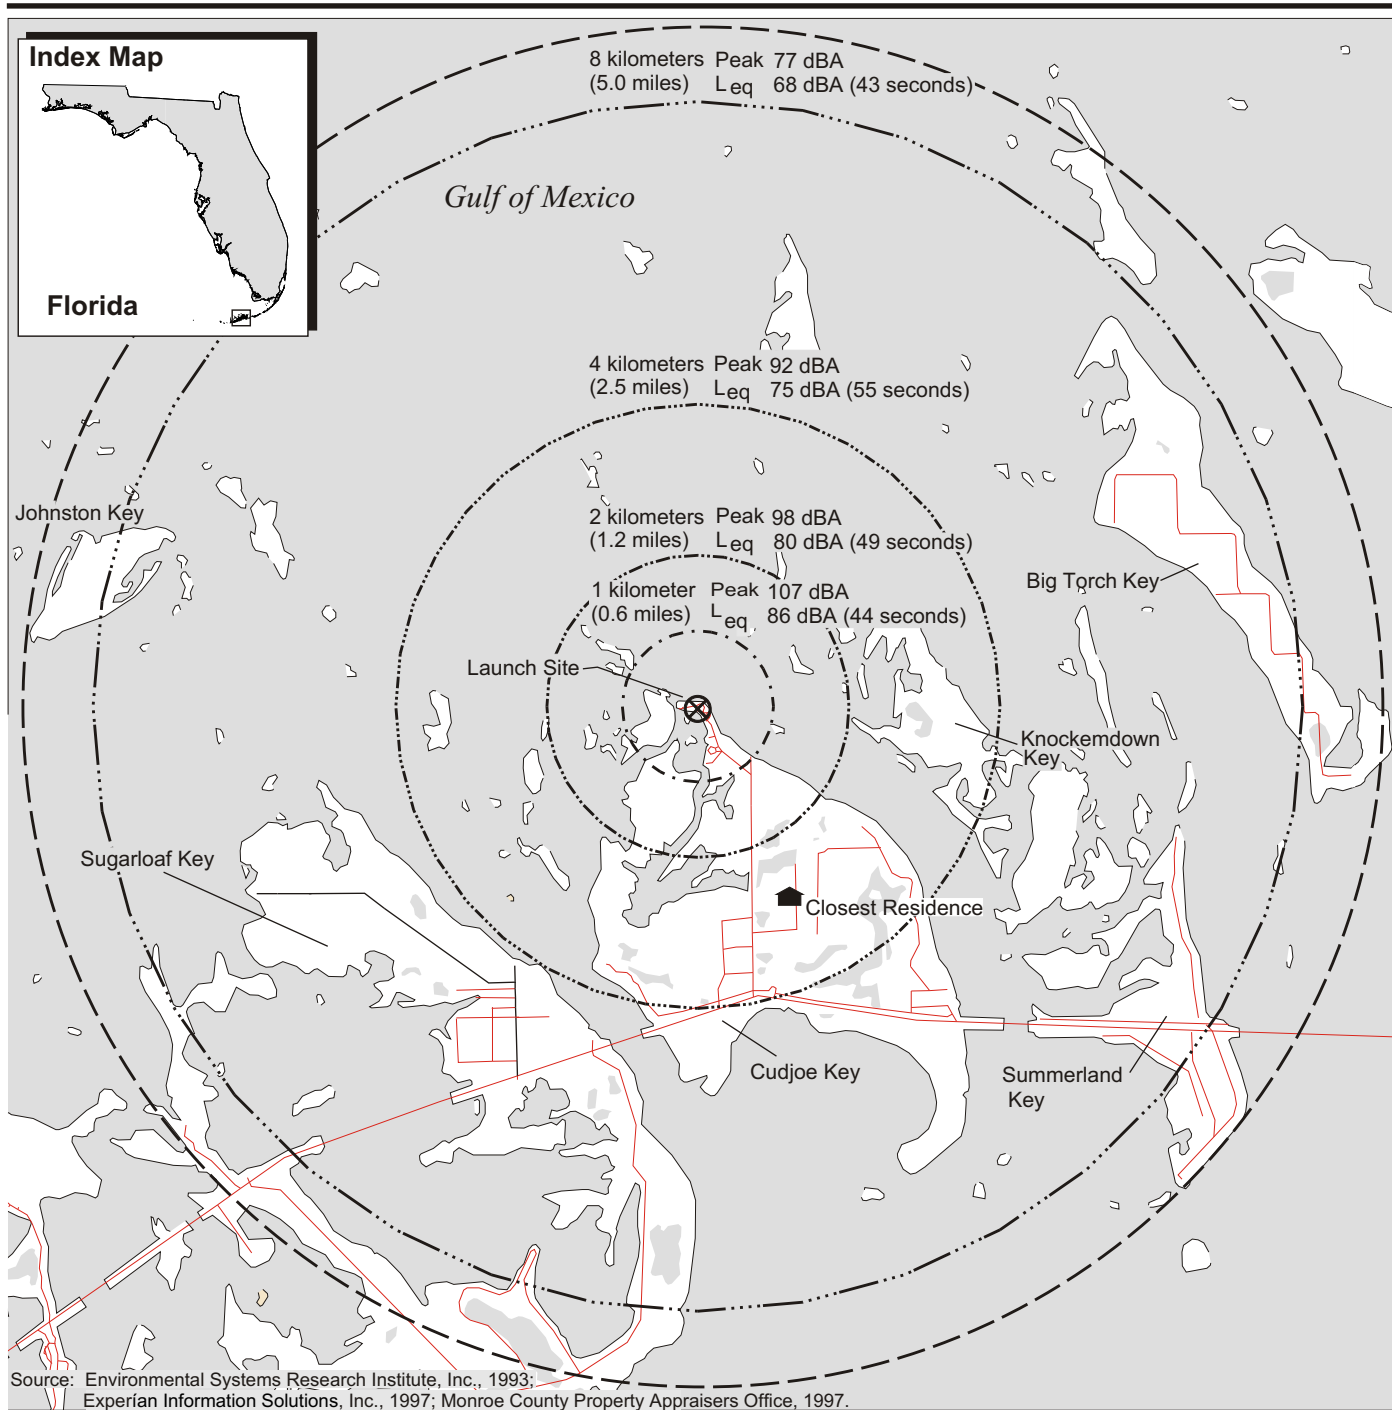 Index Map
Florida
8 kilometers Peak 77 dBA
(5.0 miles) Leq 68 dBA (43 seconds)
Gulf of Mexico
4 kilometers Peak 92 dBA
(2.5 miles) Leq 75 dBA (55 seconds)
Johnston Key
2 kilometers Peak 98 dBA
(1.2 miles) Leq 80 dBA (49 seconds)
Big Torch Key
1 kilometer Peak 107 dBA
(0.6 miles) Leq 86 dBA (44 seconds)
Launch Site
Knockemdown
Key
Sugarloaf Key
Closest Residence
Cudjoe Key
Summerland
Key
Source: Environmental Systems Research Institute, Inc., 1993;
Experían Information Solutions, Inc., 1997; Monroe County Property Appraisers Office, 1997.